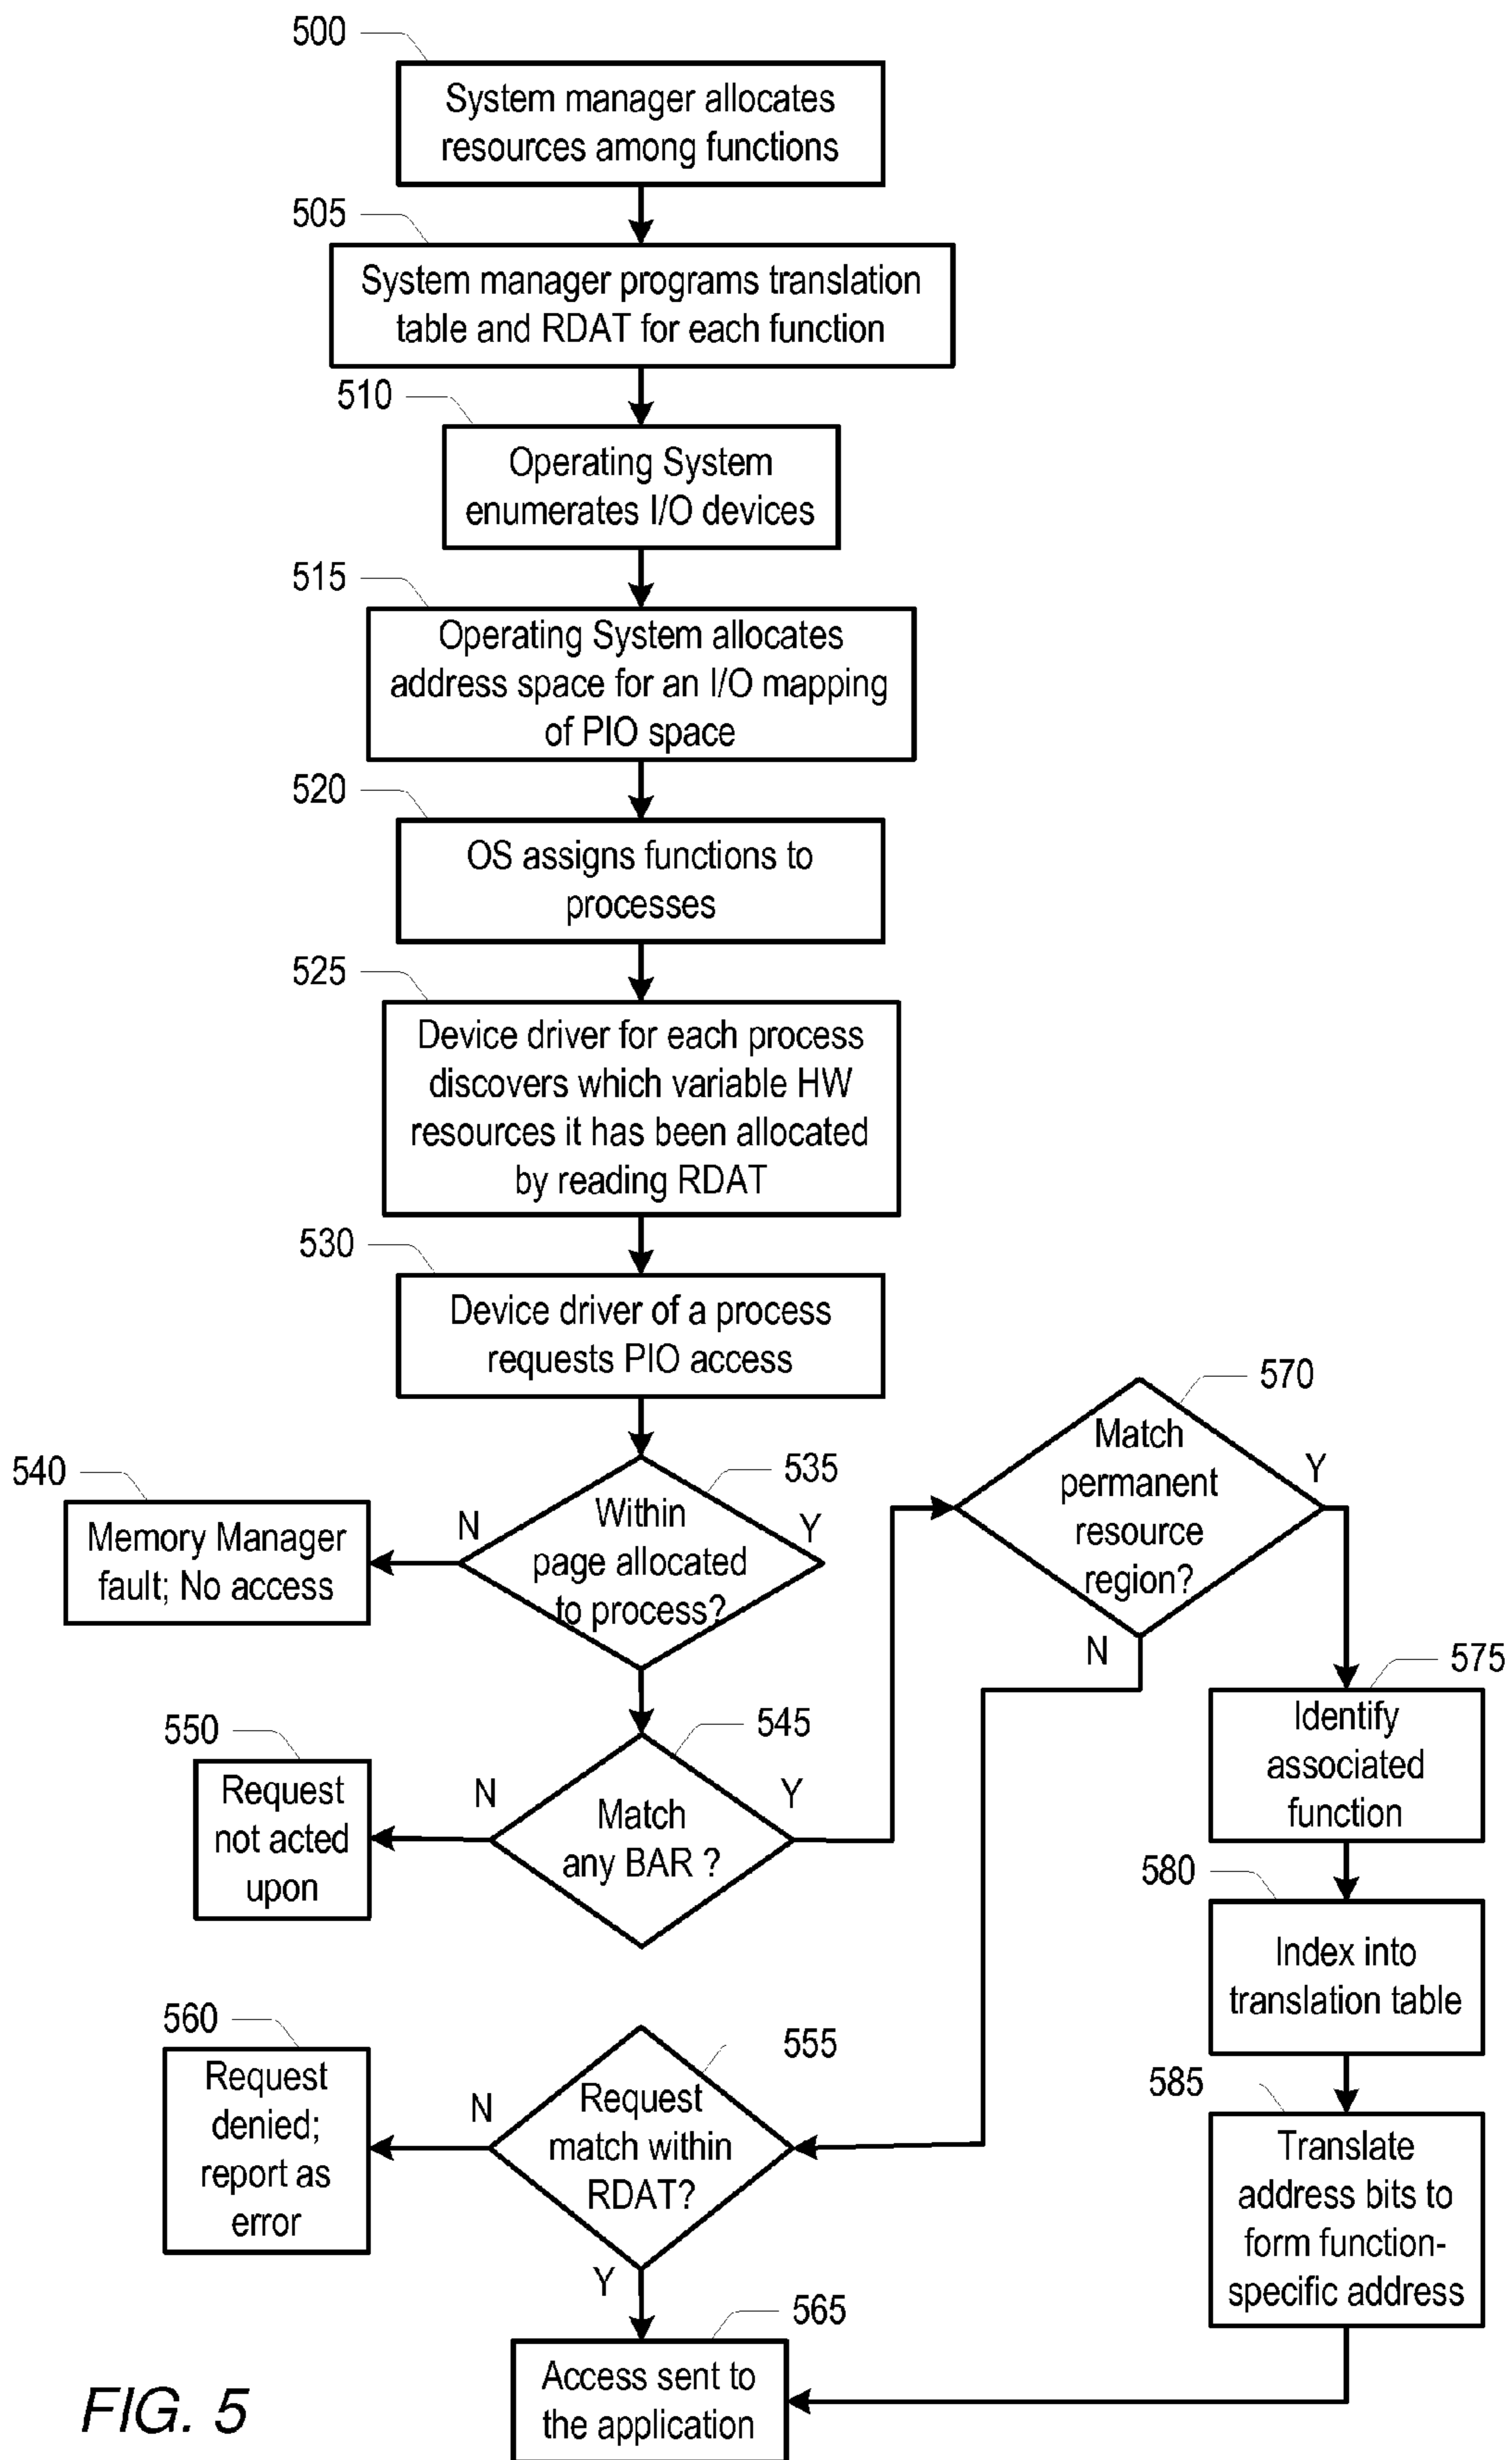 500
System manager allocates
resources among functions
505
System manager programs translation
table and RDAT for each function
510
Operating System
enumerates I/O devices
515
Operating System allocates
address space for an I/O mapping
of PIO space
520
OS assigns functions to
processes
525
Device driver for each process
discovers which variable HW
resources it has been allocated
by reading RDAT
530
Device driver of a process
requests PIO access
535
Within
page allocated
to process?
N
Y
540
Memory Manager
fault; No access
545
Match
any BAR ?
N
Y
550
Request
not acted
upon
570
Match
permanent
resource
region?
Y
N
575
Identify
associated
function
580
Index into
translation table
585
Translate
address bits to
form function-
specific address
555
Request
match within
RDAT?
N
Y
560
Request
denied;
report as
error
565
Access sent to
the application
FIG. 5